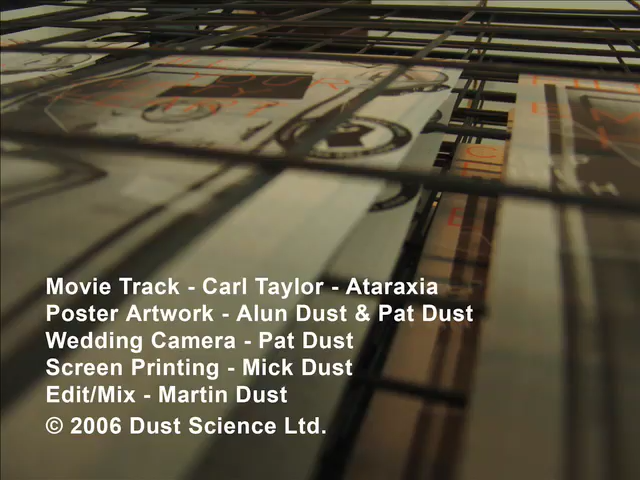 Movie Track - Carl Taylor - Ataraxia
Poster Artwork - Alun Dust & Pat Dust
Wedding Camera - Pat Dust
Screen Printing - Mick Dust
Edit/Mix - Martin Dust
© 2006 Dust Science Ltd.